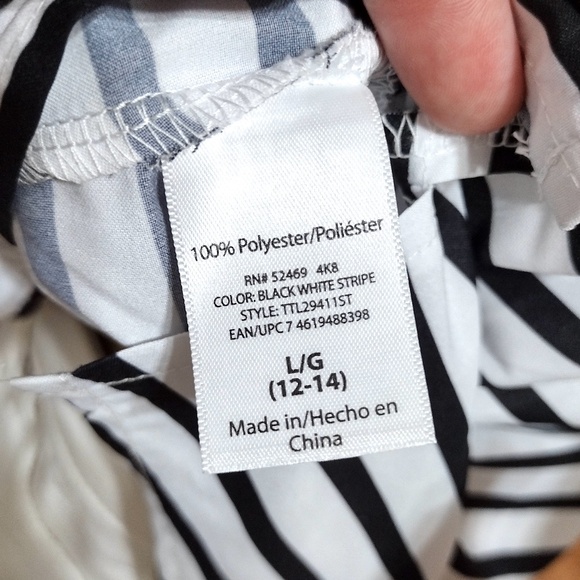 100% Polyester/Poliéster
RN# 52469 4K8
COLOR: BLACK WHITE STRIPE
STYLE: TTL29411ST
EAN/UPC 7 4619488398
L/G
(12-14)
Made in/Hecho en
China